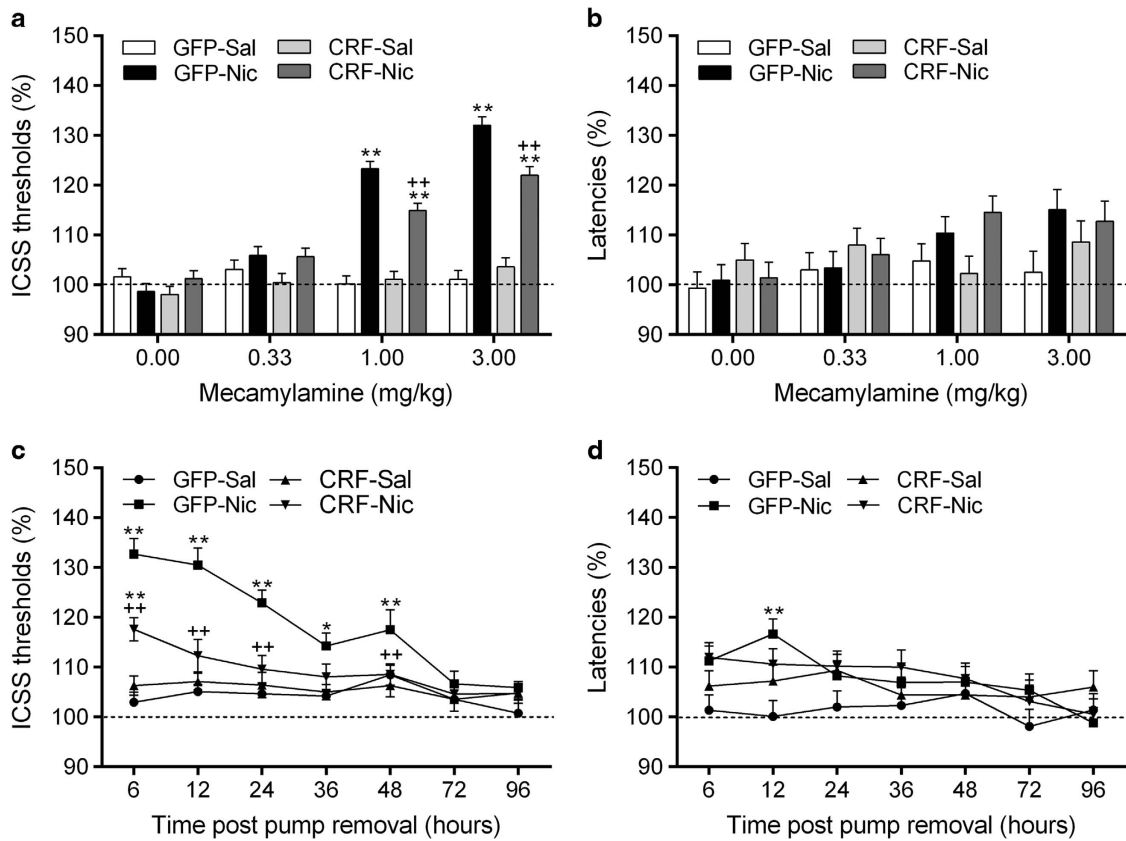 a
150
140
130
120
110
100
90
ICSS thresholds (%)
GFP-Sal CRF-Sal
GFP-Nic CRF-Nic
**
++
**
**
++
**
0.00 0.33 1.00 3.00
Mecamylamine (mg/kg)
b
150
140
130
120
110
100
90
Latencies (%)
GFP-Sal CRF-Sal
GFP-Nic CRF-Nic
0.00 0.33 1.00 3.00
Mecamylamine (mg/kg)
c
150
140
130
120
110
100
90
ICSS thresholds (%)
GFP-Sal CRF-Sal
GFP-Nic CRF-Nic
** ** ** * **
**
++ ++ ++ ++
6 12 24 36 48 72 96
Time post pump removal (hours)
d
150
140
130
120
110
100
90
Latencies (%)
GFP-Sal CRF-Sal
GFP-Nic CRF-Nic
**
6 12 24 36 48 72 96
Time post pump removal (hours)